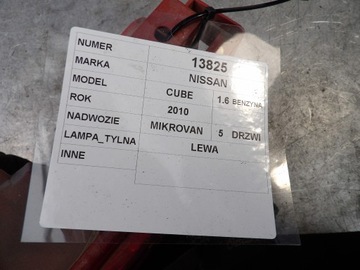 NUMER 13825
MARKA NISSAN
MODEL CUBE 1.6 BENZYNA
ROK 2010
NADWOZIE MIKROVAN 5 DRZWI
LAMPA_TYLNA LEWA
INNE